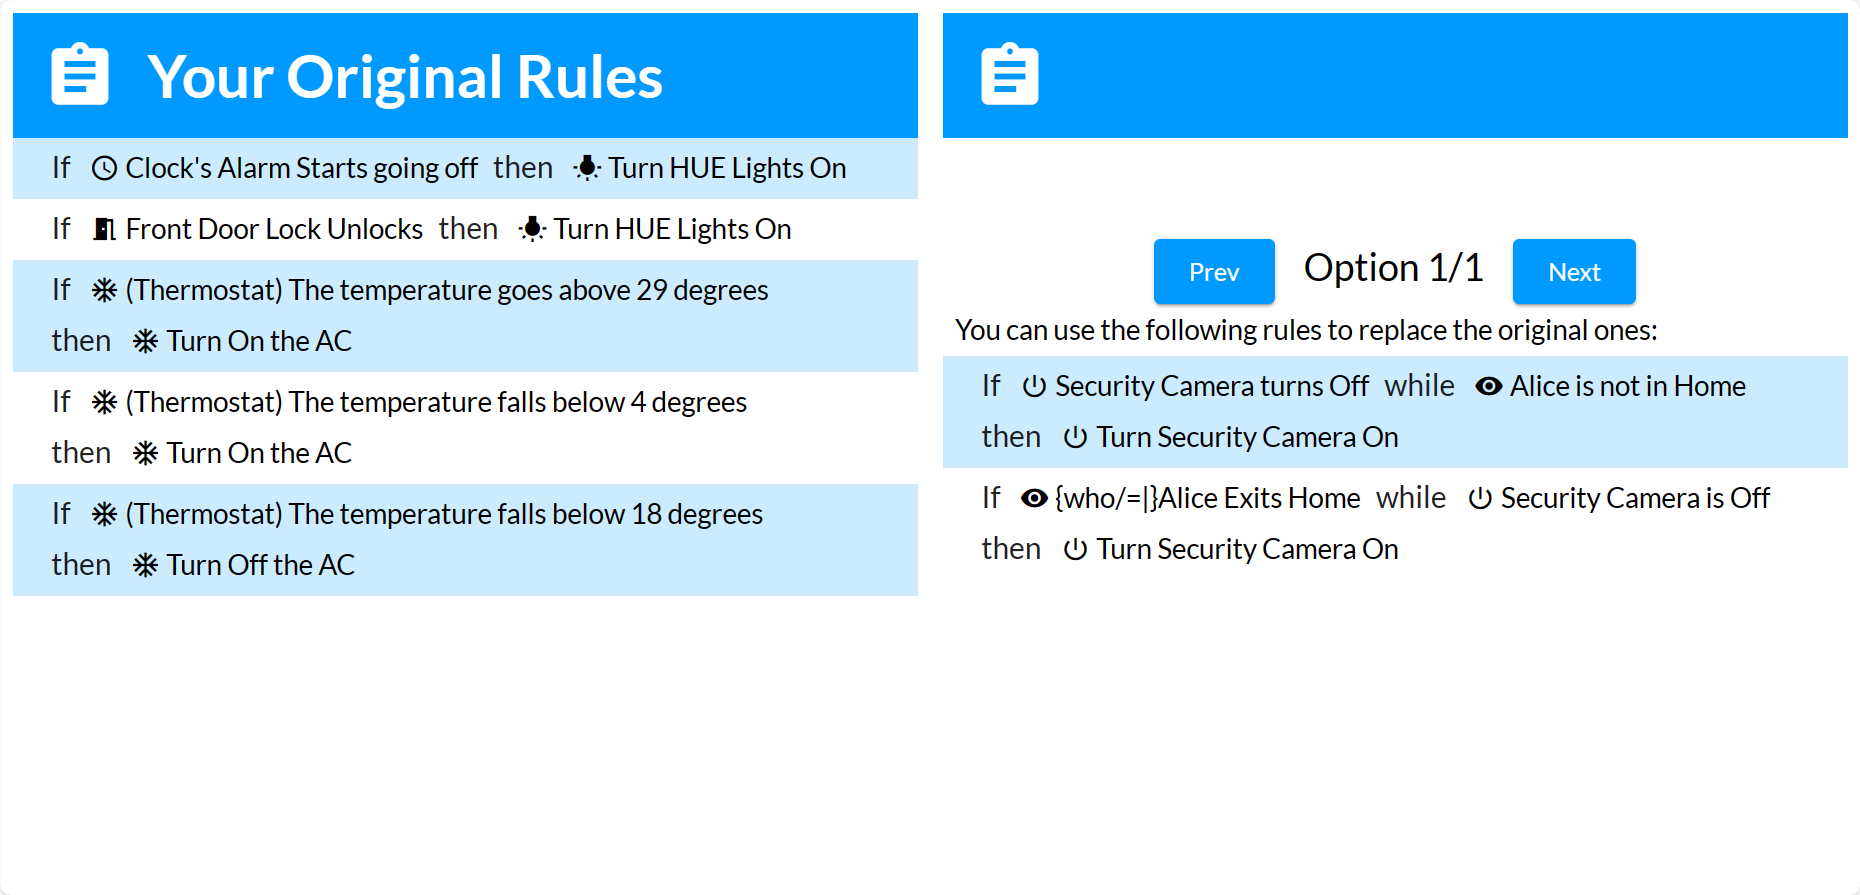 Your Original Rules
If Clock's Alarm Starts going off then Turn HUE Lights On
If Front Door Lock Unlocks then Turn HUE Lights On
If (Thermostat) The temperature goes above 29 degrees
then Turn On the AC
If (Thermostat) The temperature falls below 4 degrees
then Turn On the AC
If (Thermostat) The temperature falls below 18 degrees
then Turn Off the AC
Prev Option 1/1 Next
You can use the following rules to replace the original ones:
If Security Camera turns Off while Alice is not in Home
then Turn Security Camera On
If {who/=|}Alice Exits Home while Security Camera is Off
then Turn Security Camera On